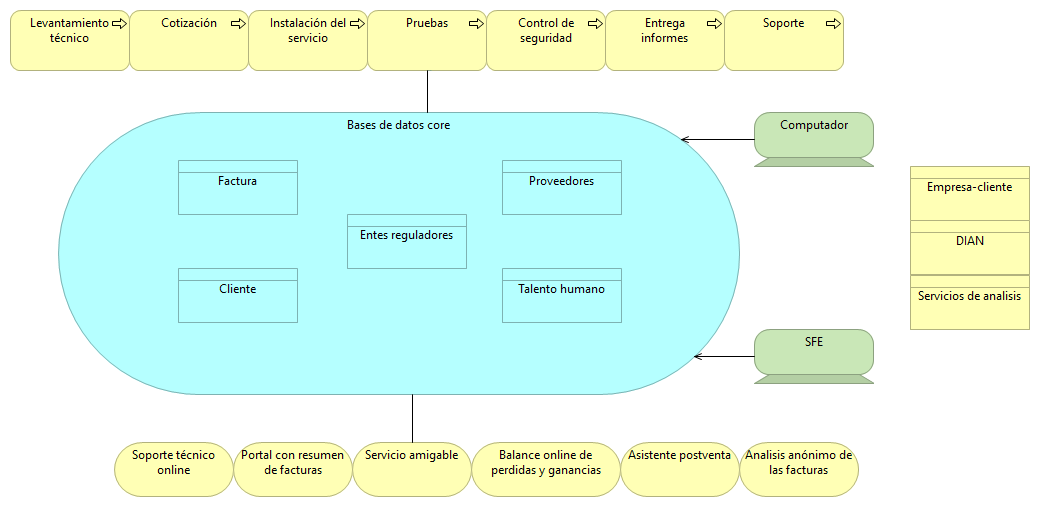 Levantamiento
técnico
Cotización
Instalación del
servicio
Pruebas
Control de
seguridad
Entrega
informes
Soporte
Bases de datos core
Computador
Factura
Proveedores
Empresa-cliente
Entes reguladores
DIAN
Cliente
Talento humano
Servicios de analisis
SFE
Soporte técnico
online
Portal con resumen
de facturas
Servicio amigable
Balance online de
perdidas y ganancias
Asistente postventa
Analisis anónimo de
las facturas